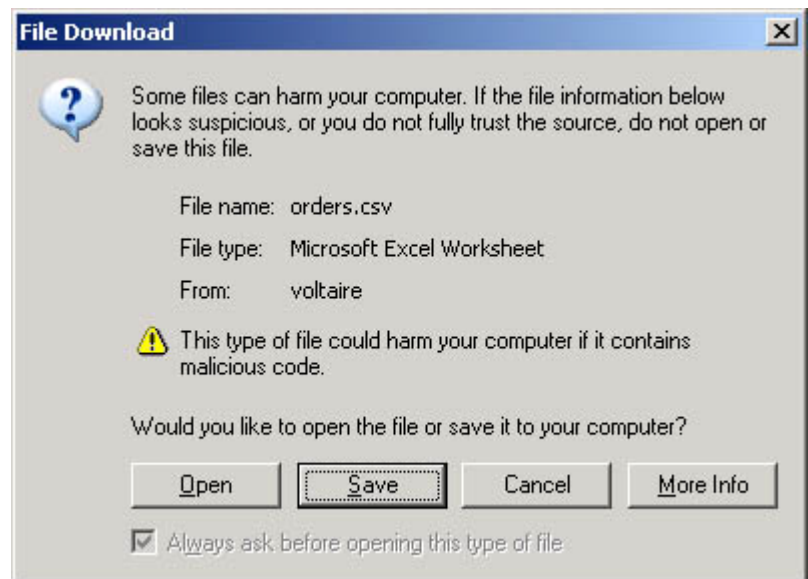 File Download
Some files can harm your computer. If the file information below
looks suspicious, or you do not fully trust the source, do not open or
save this file.
File name: orders.csv
File type: Microsoft Excel Worksheet
From: voltaire
This type of file could harm your computer if it contains
malicious code.
Would you like to open the file or save it to your computer?
Open Save Cancel More Info
Always ask before opening this type of file